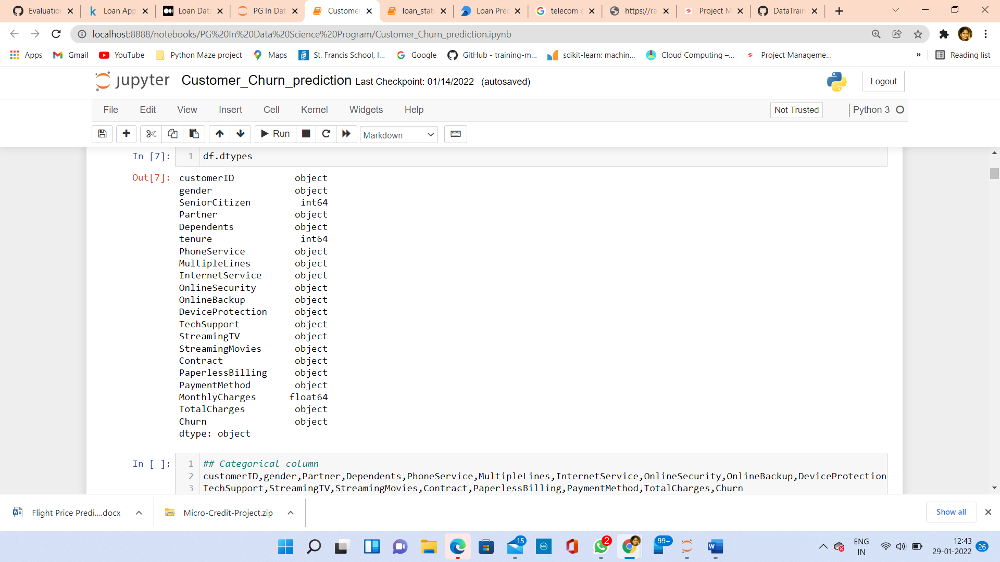 Evaluation
Loan App
Loan Data
PG In Dat
Customer
loan_statu
Loan Pred
telecom c
https://ra
Project M
DataTrain
localhost:8888/notebooks/PG%20In%20Data%20Science%20Program/Customer_Churn_prediction.ipynb
Apps Gmail YouTube Python Maze project Maps St. Francis School, I... Google GitHub - training-m... scikit-learn: machin... Cloud Computing –... Project Manageme... » Reading list
jupyter Customer_Churn_prediction Last Checkpoint: 01/14/2022 (autosaved) Logout
File Edit View Insert Cell Kernel Widgets Help Not Trusted Python 3
Run Markdown
In [7]: 1 df.dtypes
Out[7]: customerID object
gender object
SeniorCitizen int64
Partner object
Dependents object
tenure int64
PhoneService object
MultipleLines object
InternetService object
OnlineSecurity object
OnlineBackup object
DeviceProtection object
TechSupport object
StreamingTV object
StreamingMovies object
Contract object
PaperlessBilling object
PaymentMethod object
MonthlyCharges float64
TotalCharges object
Churn object
dtype: object
In [ ]: 1 ## Categorical column
2 customerID,gender,Partner,Dependents,PhoneService,MultipleLines,InternetService,OnlineSecurity,OnlineBackup,DeviceProtection
3 TechSupport,StreamingTV,StreamingMovies,Contract,PaperlessBilling,PaymentMethod,TotalCharges,Churn
Flight Price Predi....docx Micro-Credit-Project.zip Show all
15 2 99+ ENG 12:43
IN 29-01-2022 26